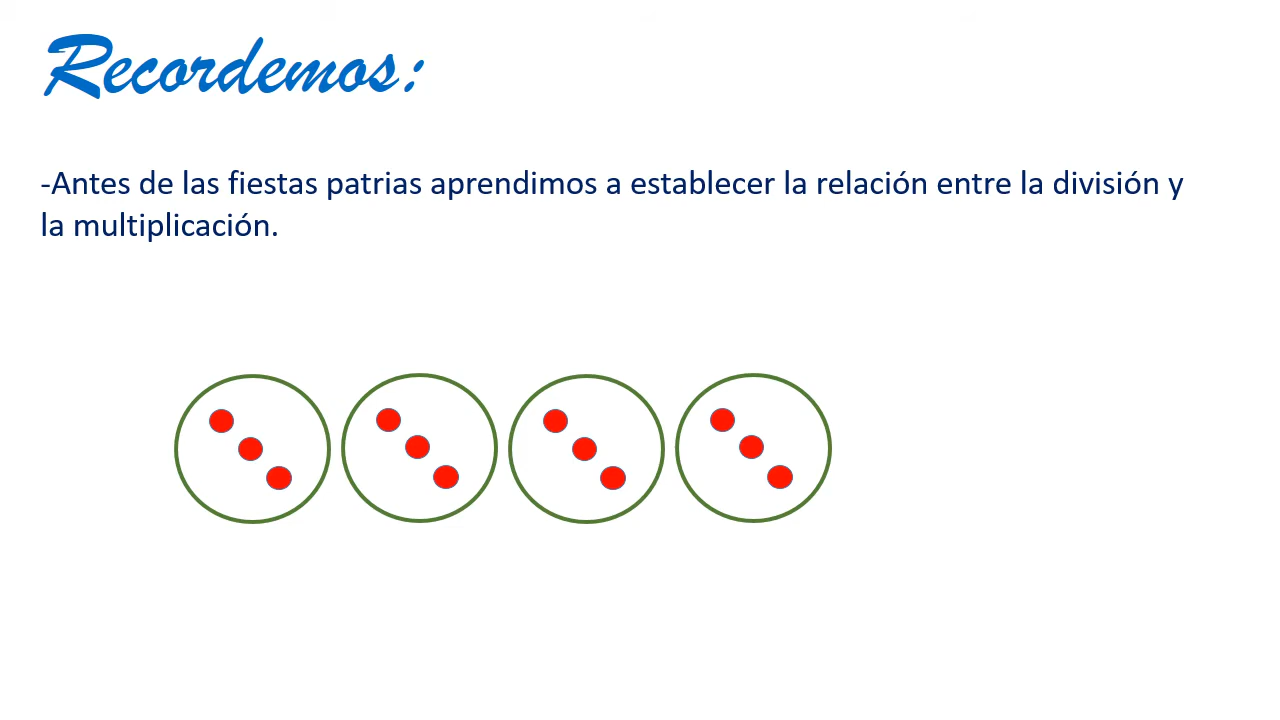 Recordemos:
-Antes de las fiestas patrias aprendimos a establecer la relación entre la división y
la multiplicación.